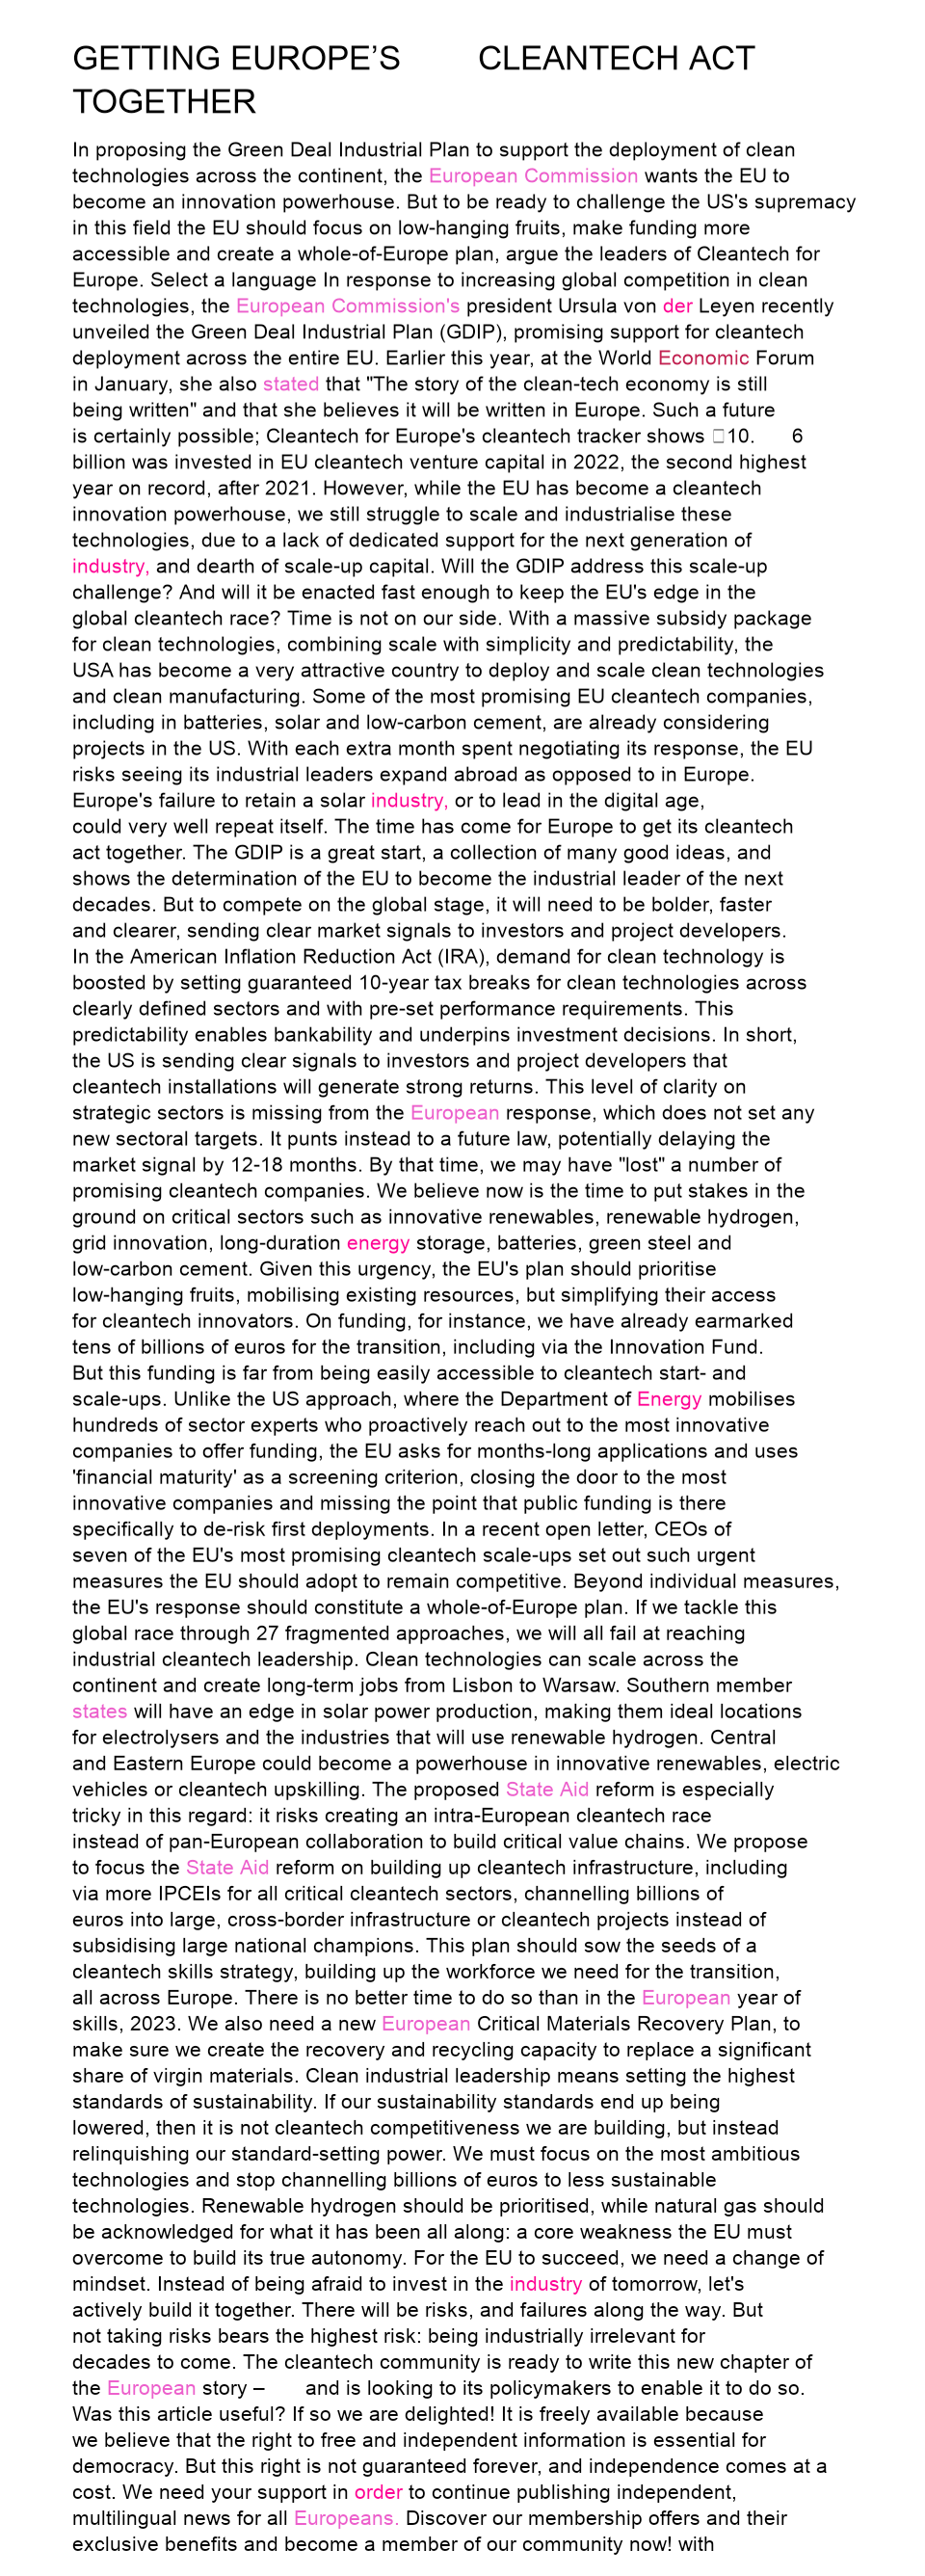 GETTING EUROPE’S CLEANTECH ACT
TOGETHER
In proposing the Green Deal Industrial Plan to support the deployment of clean
technologies across the continent, the European Commission wants the EU to
become an innovation powerhouse. But to be ready to challenge the US's supremacy
in this field the EU should focus on low-hanging fruits, make funding more
accessible and create a whole-of-Europe plan, argue the leaders of Cleantech for
Europe. Select a language In response to increasing global competition in clean
technologies, the European Commission's president Ursula von der Leyen recently
unveiled the Green Deal Industrial Plan (GDIP), promising support for cleantech
deployment across the entire EU. Earlier this year, at the World Economic Forum
in January, she also stated that "The story of the clean-tech economy is still
being written" and that she believes it will be written in Europe. Such a future
is certainly possible; Cleantech for Europe's cleantech tracker shows 10. 6
billion was invested in EU cleantech venture capital in 2022, the second highest
year on record, after 2021. However, while the EU has become a cleantech
innovation powerhouse, we still struggle to scale and industrialise these
technologies, due to a lack of dedicated support for the next generation of
industry, and dearth of scale-up capital. Will the GDIP address this scale-up
challenge? And will it be enacted fast enough to keep the EU's edge in the
global cleantech race? Time is not on our side. With a massive subsidy package
for clean technologies, combining scale with simplicity and predictability, the
USA has become a very attractive country to deploy and scale clean technologies
and clean manufacturing. Some of the most promising EU cleantech companies,
including in batteries, solar and low-carbon cement, are already considering
projects in the US. With each extra month spent negotiating its response, the EU
risks seeing its industrial leaders expand abroad as opposed to in Europe.
Europe's failure to retain a solar industry, or to lead in the digital age,
could very well repeat itself. The time has come for Europe to get its cleantech
act together. The GDIP is a great start, a collection of many good ideas, and
shows the determination of the EU to become the industrial leader of the next
decades. But to compete on the global stage, it will need to be bolder, faster
and clearer, sending clear market signals to investors and project developers.
In the American Inflation Reduction Act (IRA), demand for clean technology is
boosted by setting guaranteed 10-year tax breaks for clean technologies across
clearly defined sectors and with pre-set performance requirements. This
predictability enables bankability and underpins investment decisions. In short,
the US is sending clear signals to investors and project developers that
cleantech installations will generate strong returns. This level of clarity on
strategic sectors is missing from the European response, which does not set any
new sectoral targets. It punts instead to a future law, potentially delaying the
market signal by 12-18 months. By that time, we may have "lost" a number of
promising cleantech companies. We believe now is the time to put stakes in the
ground on critical sectors such as innovative renewables, renewable hydrogen,
grid innovation, long-duration energy storage, batteries, green steel and
low-carbon cement. Given this urgency, the EU's plan should prioritise
low-hanging fruits, mobilising existing resources, but simplifying their access
for cleantech innovators. On funding, for instance, we have already earmarked
tens of billions of euros for the transition, including via the Innovation Fund.
But this funding is far from being easily accessible to cleantech start- and
scale-ups. Unlike the US approach, where the Department of Energy mobilises
hundreds of sector experts who proactively reach out to the most innovative
companies to offer funding, the EU asks for months-long applications and uses
'financial maturity' as a screening criterion, closing the door to the most
innovative companies and missing the point that public funding is there
specifically to de-risk first deployments. In a recent open letter, CEOs of
seven of the EU's most promising cleantech scale-ups set out such urgent
measures the EU should adopt to remain competitive. Beyond individual measures,
the EU's response should constitute a whole-of-Europe plan. If we tackle this
global race through 27 fragmented approaches, we will all fail at reaching
industrial cleantech leadership. Clean technologies can scale across the
continent and create long-term jobs from Lisbon to Warsaw. Southern member
states will have an edge in solar power production, making them ideal locations
for electrolysers and the industries that will use renewable hydrogen. Central
and Eastern Europe could become a powerhouse in innovative renewables, electric
vehicles or cleantech upskilling. The proposed State Aid reform is especially
tricky in this regard: it risks creating an intra-European cleantech race
instead of pan-European collaboration to build critical value chains. We propose
to focus the State Aid reform on building up cleantech infrastructure, including
via more IPCEIs for all critical cleantech sectors, channelling billions of
euros into large, cross-border infrastructure or cleantech projects instead of
subsidising large national champions. This plan should sow the seeds of a
cleantech skills strategy, building up the workforce we need for the transition,
all across Europe. There is no better time to do so than in the European year of
skills, 2023. We also need a new European Critical Materials Recovery Plan, to
make sure we create the recovery and recycling capacity to replace a significant
share of virgin materials. Clean industrial leadership means setting the highest
standards of sustainability. If our sustainability standards end up being
lowered, then it is not cleantech competitiveness we are building, but instead
relinquishing our standard-setting power. We must focus on the most ambitious
technologies and stop channelling billions of euros to less sustainable
technologies. Renewable hydrogen should be prioritised, while natural gas should
be acknowledged for what it has been all along: a core weakness the EU must
overcome to build its true autonomy. For the EU to succeed, we need a change of
mindset. Instead of being afraid to invest in the industry of tomorrow, let's
actively build it together. There will be risks, and failures along the way. But
not taking risks bears the highest risk: being industrially irrelevant for
decades to come. The cleantech community is ready to write this new chapter of
the European story – and is looking to its policymakers to enable it to do so.
Was this article useful? If so we are delighted! It is freely available because
we believe that the right to free and independent information is essential for
democracy. But this right is not guaranteed forever, and independence comes at a
cost. We need your support in order to continue publishing independent,
multilingual news for all Europeans. Discover our membership offers and their
exclusive benefits and become a member of our community now! with